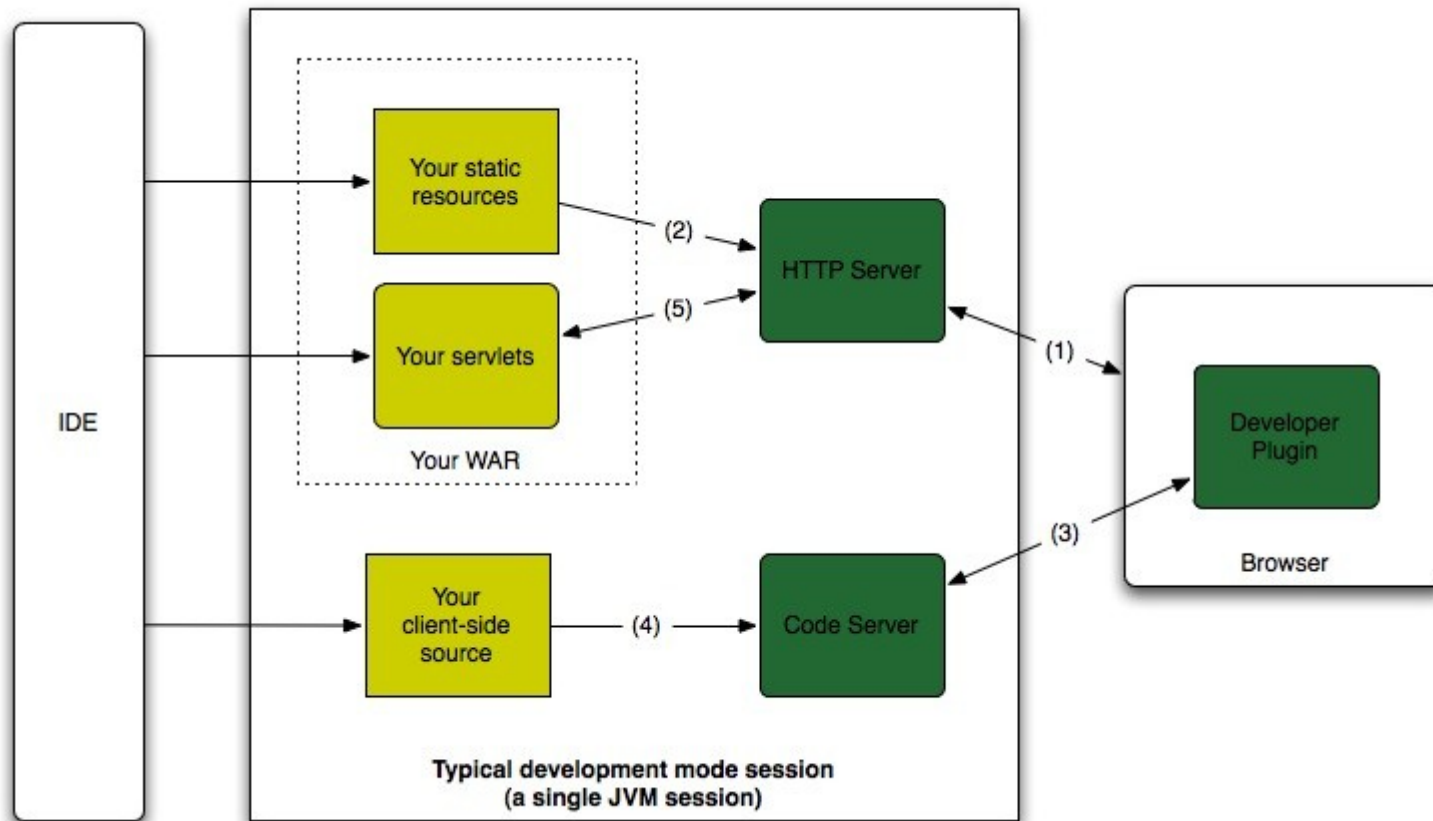 IDE
Your static
resources
(2)
HTTP Server
Your servlets
(5)
Your WAR
(1)
Developer
Plugin
Browser
(3)
Your
client-side
source
(4)
Code Server
Typical development mode session
(a single JVM session)